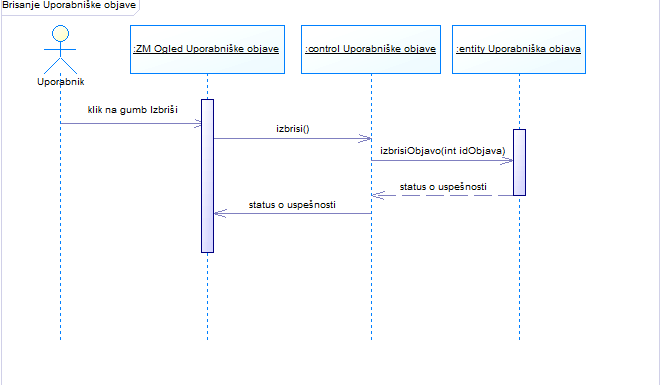 Brisanje Uporabniške objave
:ZM Ogled Uporabniške objave
:control Uporabniške objave
:entity Uporabniška objava
Uporabnik
klik na gumb Izbriši
izbrisi()
izbrisiObjavo(int idObjava)
status o uspešnosti
status o uspešnosti